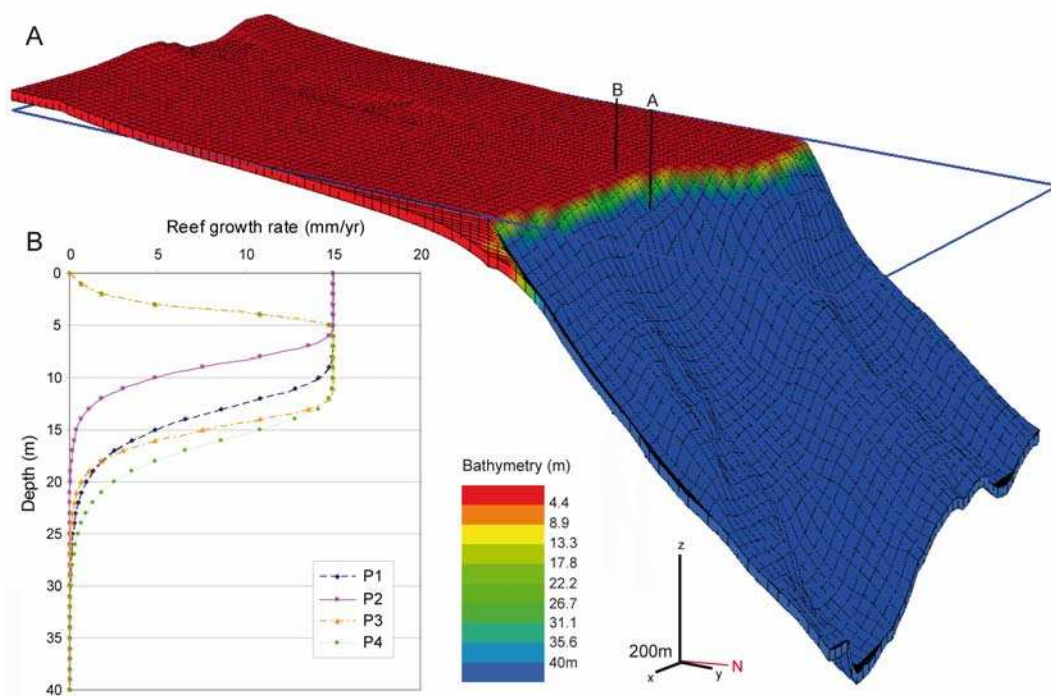 A
B
A
B
Reef growth rate (mm/yr)
0 5 10 15 20
Depth (m)
0
5
10
15
20
25
30
35
40
P1
P2
P3
P4
Bathymetry (m)
4.4
8.9
13.3
17.8
22.2
26.7
31.1
35.6
40m
z
200m
x
y
N